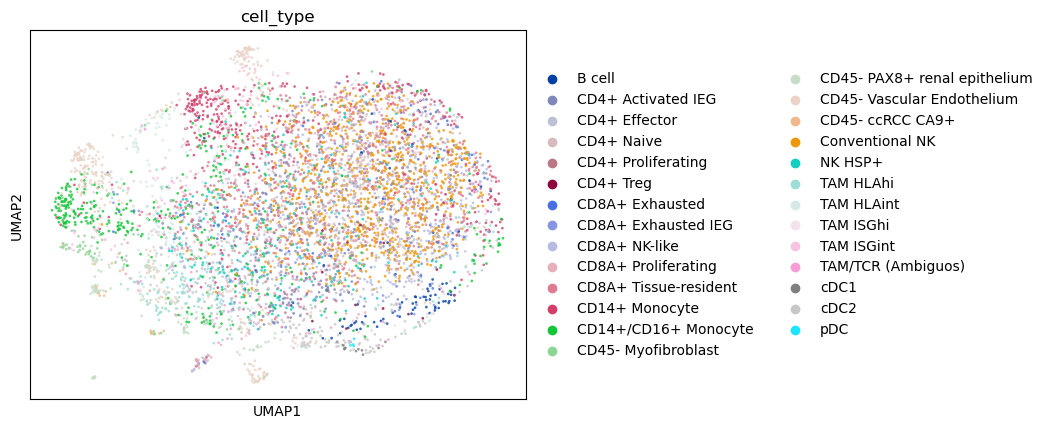 cell_type
UMAP2
UMAP1
B cell
CD4+ Activated IEG
CD4+ Effector
CD4+ Naive
CD4+ Proliferating
CD4+ Treg
CD8A+ Exhausted
CD8A+ Exhausted IEG
CD8A+ NK-like
CD8A+ Proliferating
CD8A+ Tissue-resident
CD14+ Monocyte
CD14+/CD16+ Monocyte
CD45- Myofibroblast
CD45- PAX8+ renal epithelium
CD45- Vascular Endothelium
CD45- ccRCC CA9+
Conventional NK
NK HSP+
TAM HLAhi
TAM HLAint
TAM ISGhi
TAM ISGint
TAM/TCR (Ambiguos)
cDC1
cDC2
pDC